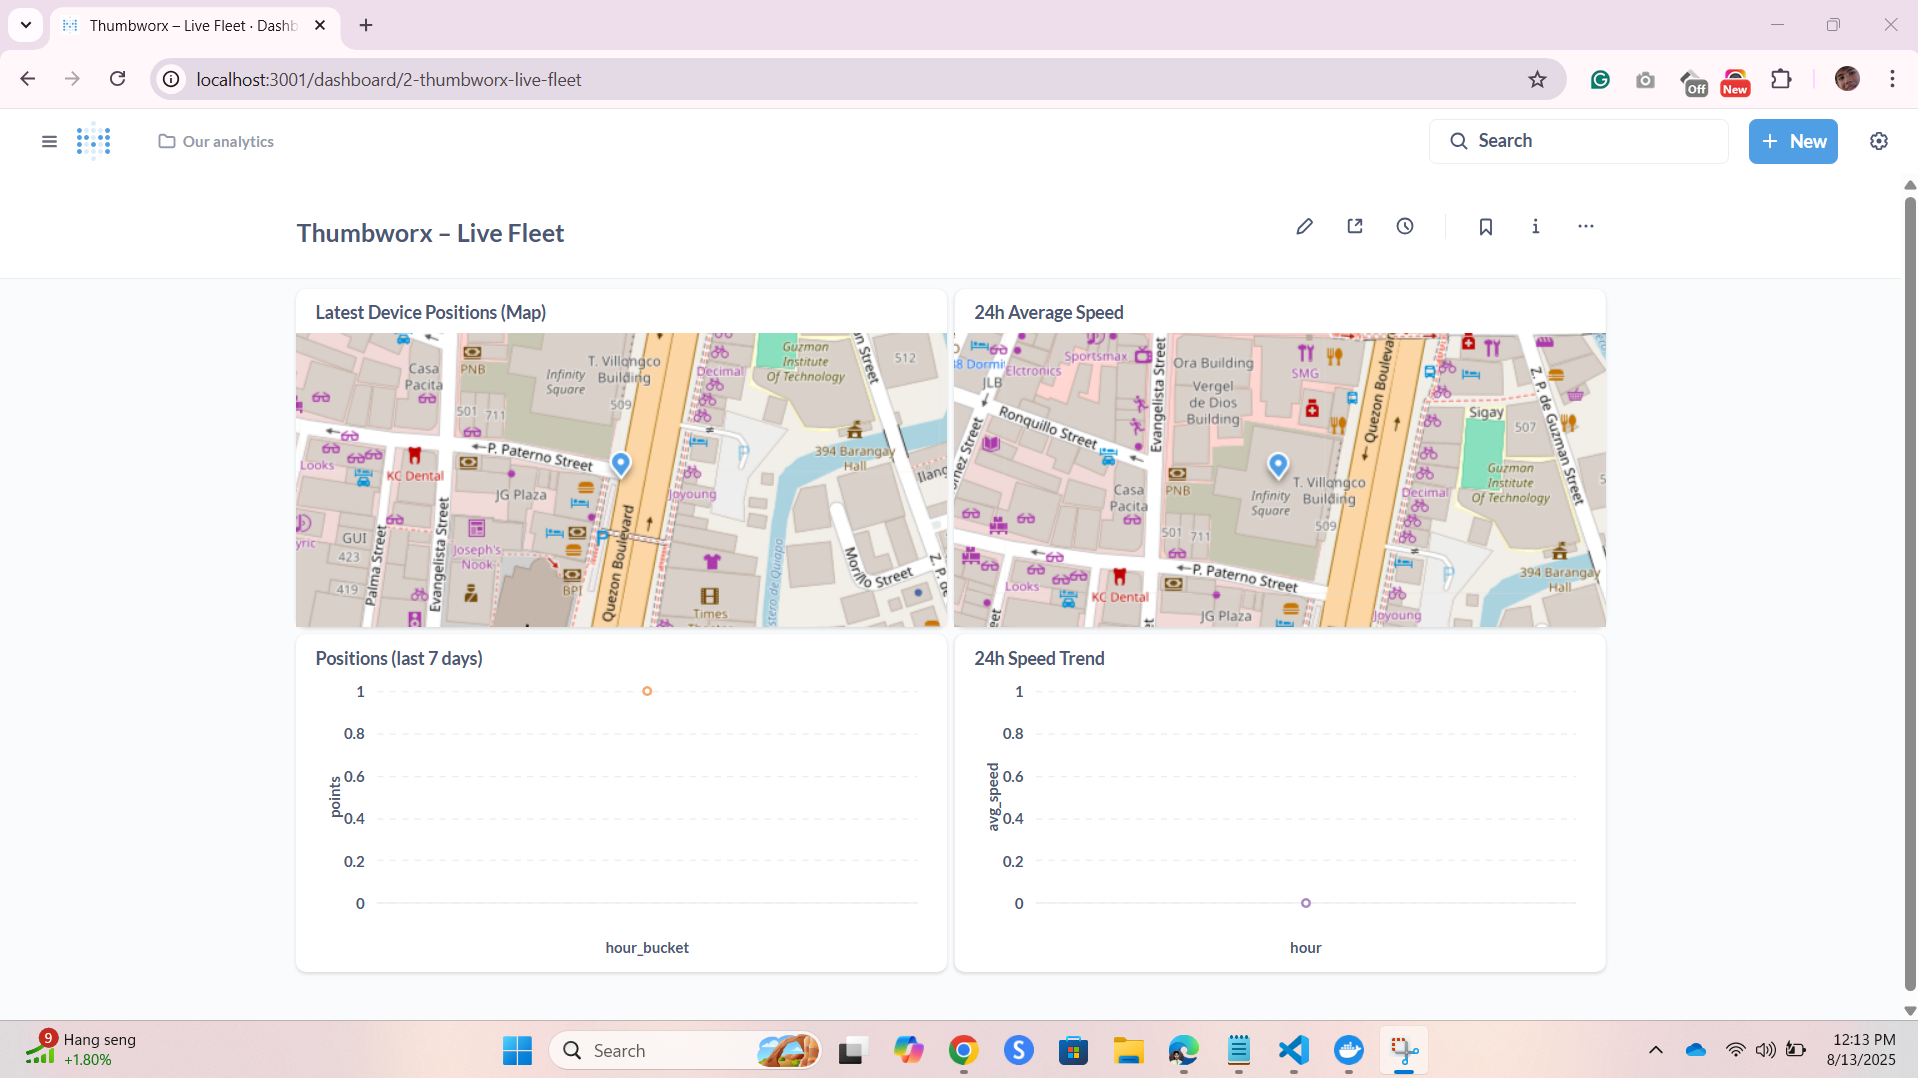 Thumbworx – Live Fleet · Dashb
localhost:3001/dashboard/2-thumbworx-live-fleet
Off
New
Our analytics
Search
+ New
Thumbworx – Live Fleet
Latest Device Positions (Map)
Casa
Pacita
PNB
T. Villongco
Building
Infinity
Square
Decimal
Guzman
Institute
Of Technology
512
501
711
509
P. Paterno Street
394 Barangay
Hall
Looks
KC Dental
JG Plaza
Joyoung
GUI
423
419
Palma Street
Evangelista Street
Joseph's
Nook
BPI
Quezon Boulevard
Times
Morillo Street
24h Average Speed
Sportsmax
Elctronics
JLB
Evangelista Street
Ora Building
SMG
Vergel
de Dios
Building
Ronquillo Street
Quezon Boulevar
Sigay
507
Z. P. de Guzman Street
Casa
Pacita
PNB
Infinity
Square
T. Villongco
Building
Decimal
Guzman
Institute
Of Technology
501
711
509
P. Paterno Street
394 Barangay
Hall
Looks
KC Dental
JG Plaza
Joyoung
Positions (last 7 days)
1
0.8
0.6
0.4
0.2
0
points
hour_bucket
24h Speed Trend
1
0.8
0.6
0.4
0.2
0
avg_speed
hour
9
Hang seng
+1.80%
Search
12:13 PM
8/13/2025